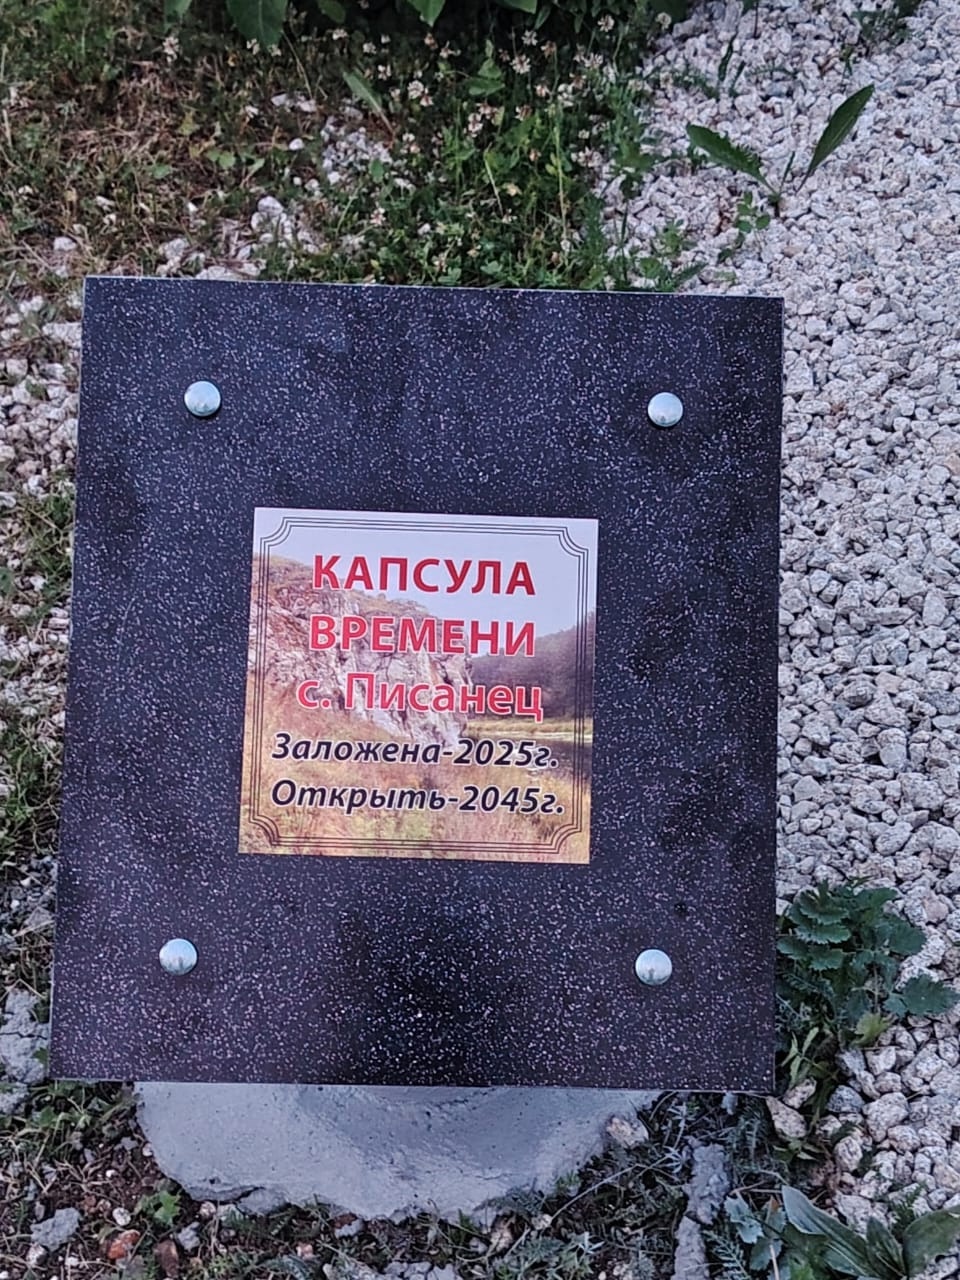 КАПСУЛА
ВРЕМЕНИ
с. Писанец
Заложена-2025г.
Открыть-2045г.